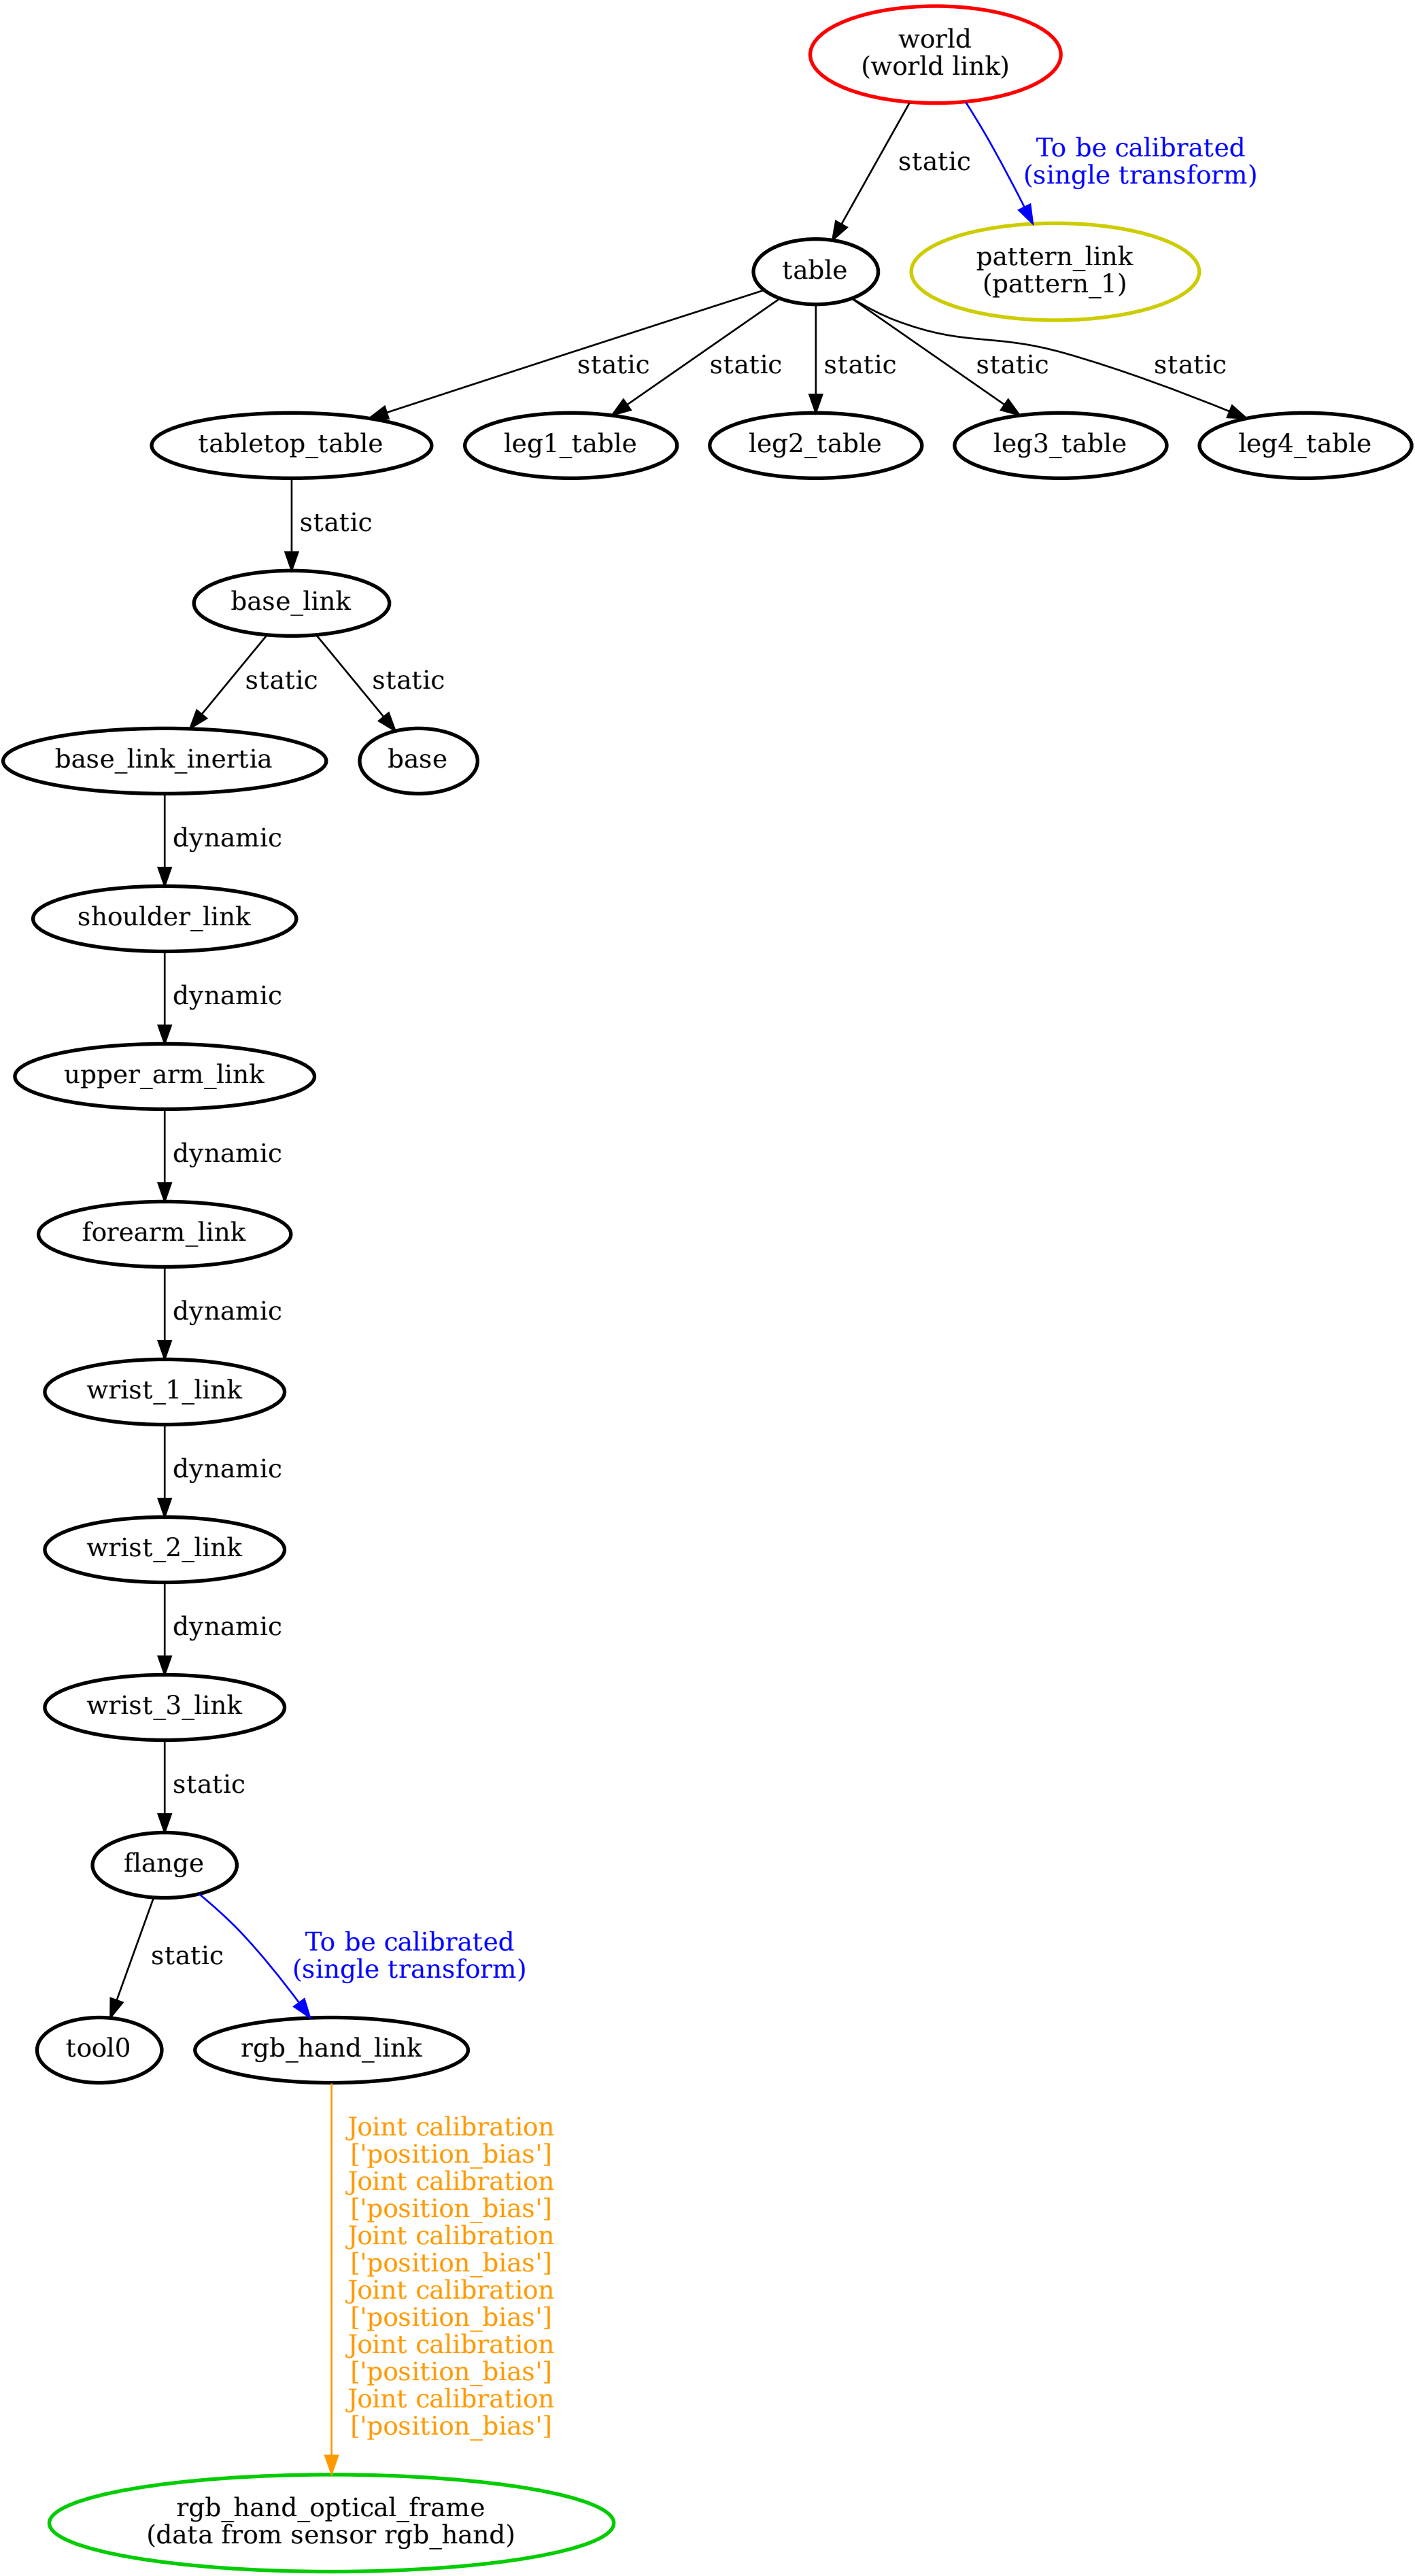 world
(world link)
static
To be calibrated
(single transform)
table
pattern_link
(pattern_1)
static
static
static
static
static
tabletop_table
leg1_table
leg2_table
leg3_table
leg4_table
static
base_link
static
static
base_link_inertia
base
dynamic
shoulder_link
dynamic
upper_arm_link
dynamic
forearm_link
dynamic
wrist_1_link
dynamic
wrist_2_link
dynamic
wrist_3_link
static
flange
static
To be calibrated
(single transform)
tool0
rgb_hand_link
Joint calibration
['position_bias']
Joint calibration
['position_bias']
Joint calibration
['position_bias']
Joint calibration
['position_bias']
Joint calibration
['position_bias']
Joint calibration
['position_bias']
rgb_hand_optical_frame
(data from sensor rgb_hand)